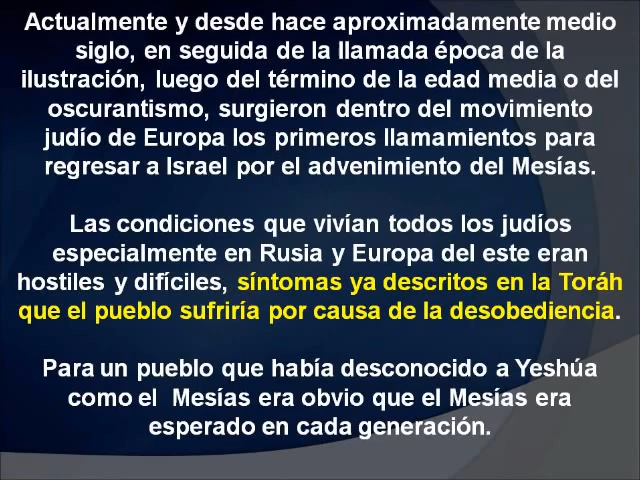 Actualmente y desde hace aproximadamente medio
siglo, en seguida de la llamada época de la
ilustración, luego del término de la edad media o del
oscurantismo, surgieron dentro del movimiento
judío de Europa los primeros llamamientos para
regresar a Israel por el advenimiento del Mesías.
Las condiciones que vivían todos los judíos
especialmente en Rusia y Europa del este eran
hostiles y difíciles, síntomas ya descritos en la Toráh
que el pueblo sufriría por causa de la desobediencia.
Para un pueblo que había desconocido a Yeshúa
como el Mesías era obvio que el Mesías era
esperado en cada generación.